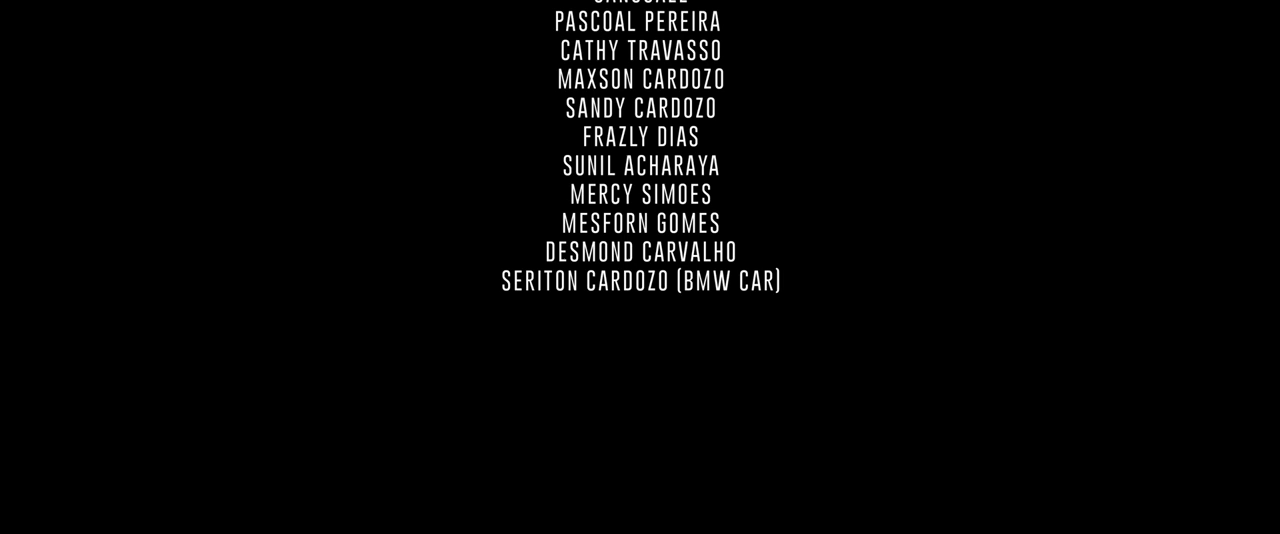 PASCOAL PEREIRA
CATHY TRAVASSO
MAXSON CARDOZO
SANDY CARDOZO
FRAZLY DIAS
SUNIL ACHARAYA
MERCY SIMOES
MESFORN GOMES
DESMOND CARVALHO
SERITON CARDOZO (BMW CAR)